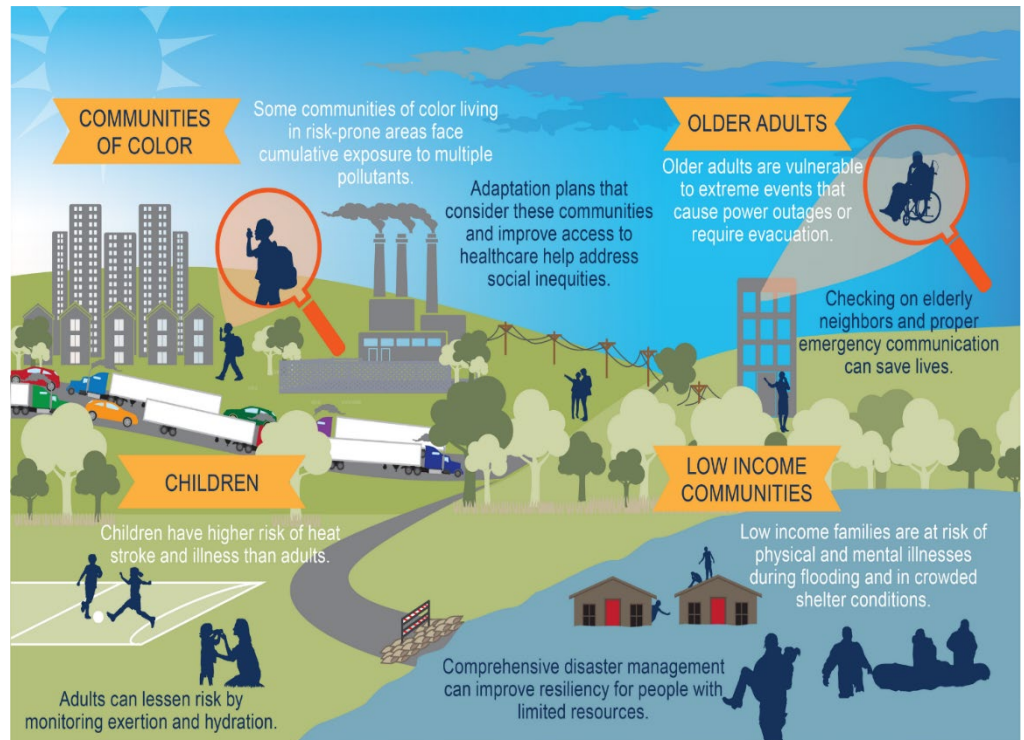 COMMUNITIES
OF COLOR
Some communities of color living
in risk-prone areas face
cumulative exposure to multiple
pollutants.
Adaptation plans that
consider these communities
and improve access to
healthcare help address
social inequities.
OLDER ADULTS
Older adults are vulnerable
to extreme events that
cause power outages or
require evacuation.
Checking on elderly
neighbors and proper
emergency communication
can save lives.
CHILDREN
Children have higher risk of heat
stroke and illness than adults.
Adults can lessen risk by
monitoring exertion and hydration.
LOW INCOME
COMMUNITIES
Low income families are at risk of
physical and mental illnesses
during flooding and in crowded
shelter conditions.
Comprehensive disaster management
can improve resiliency for people with
limited resources.